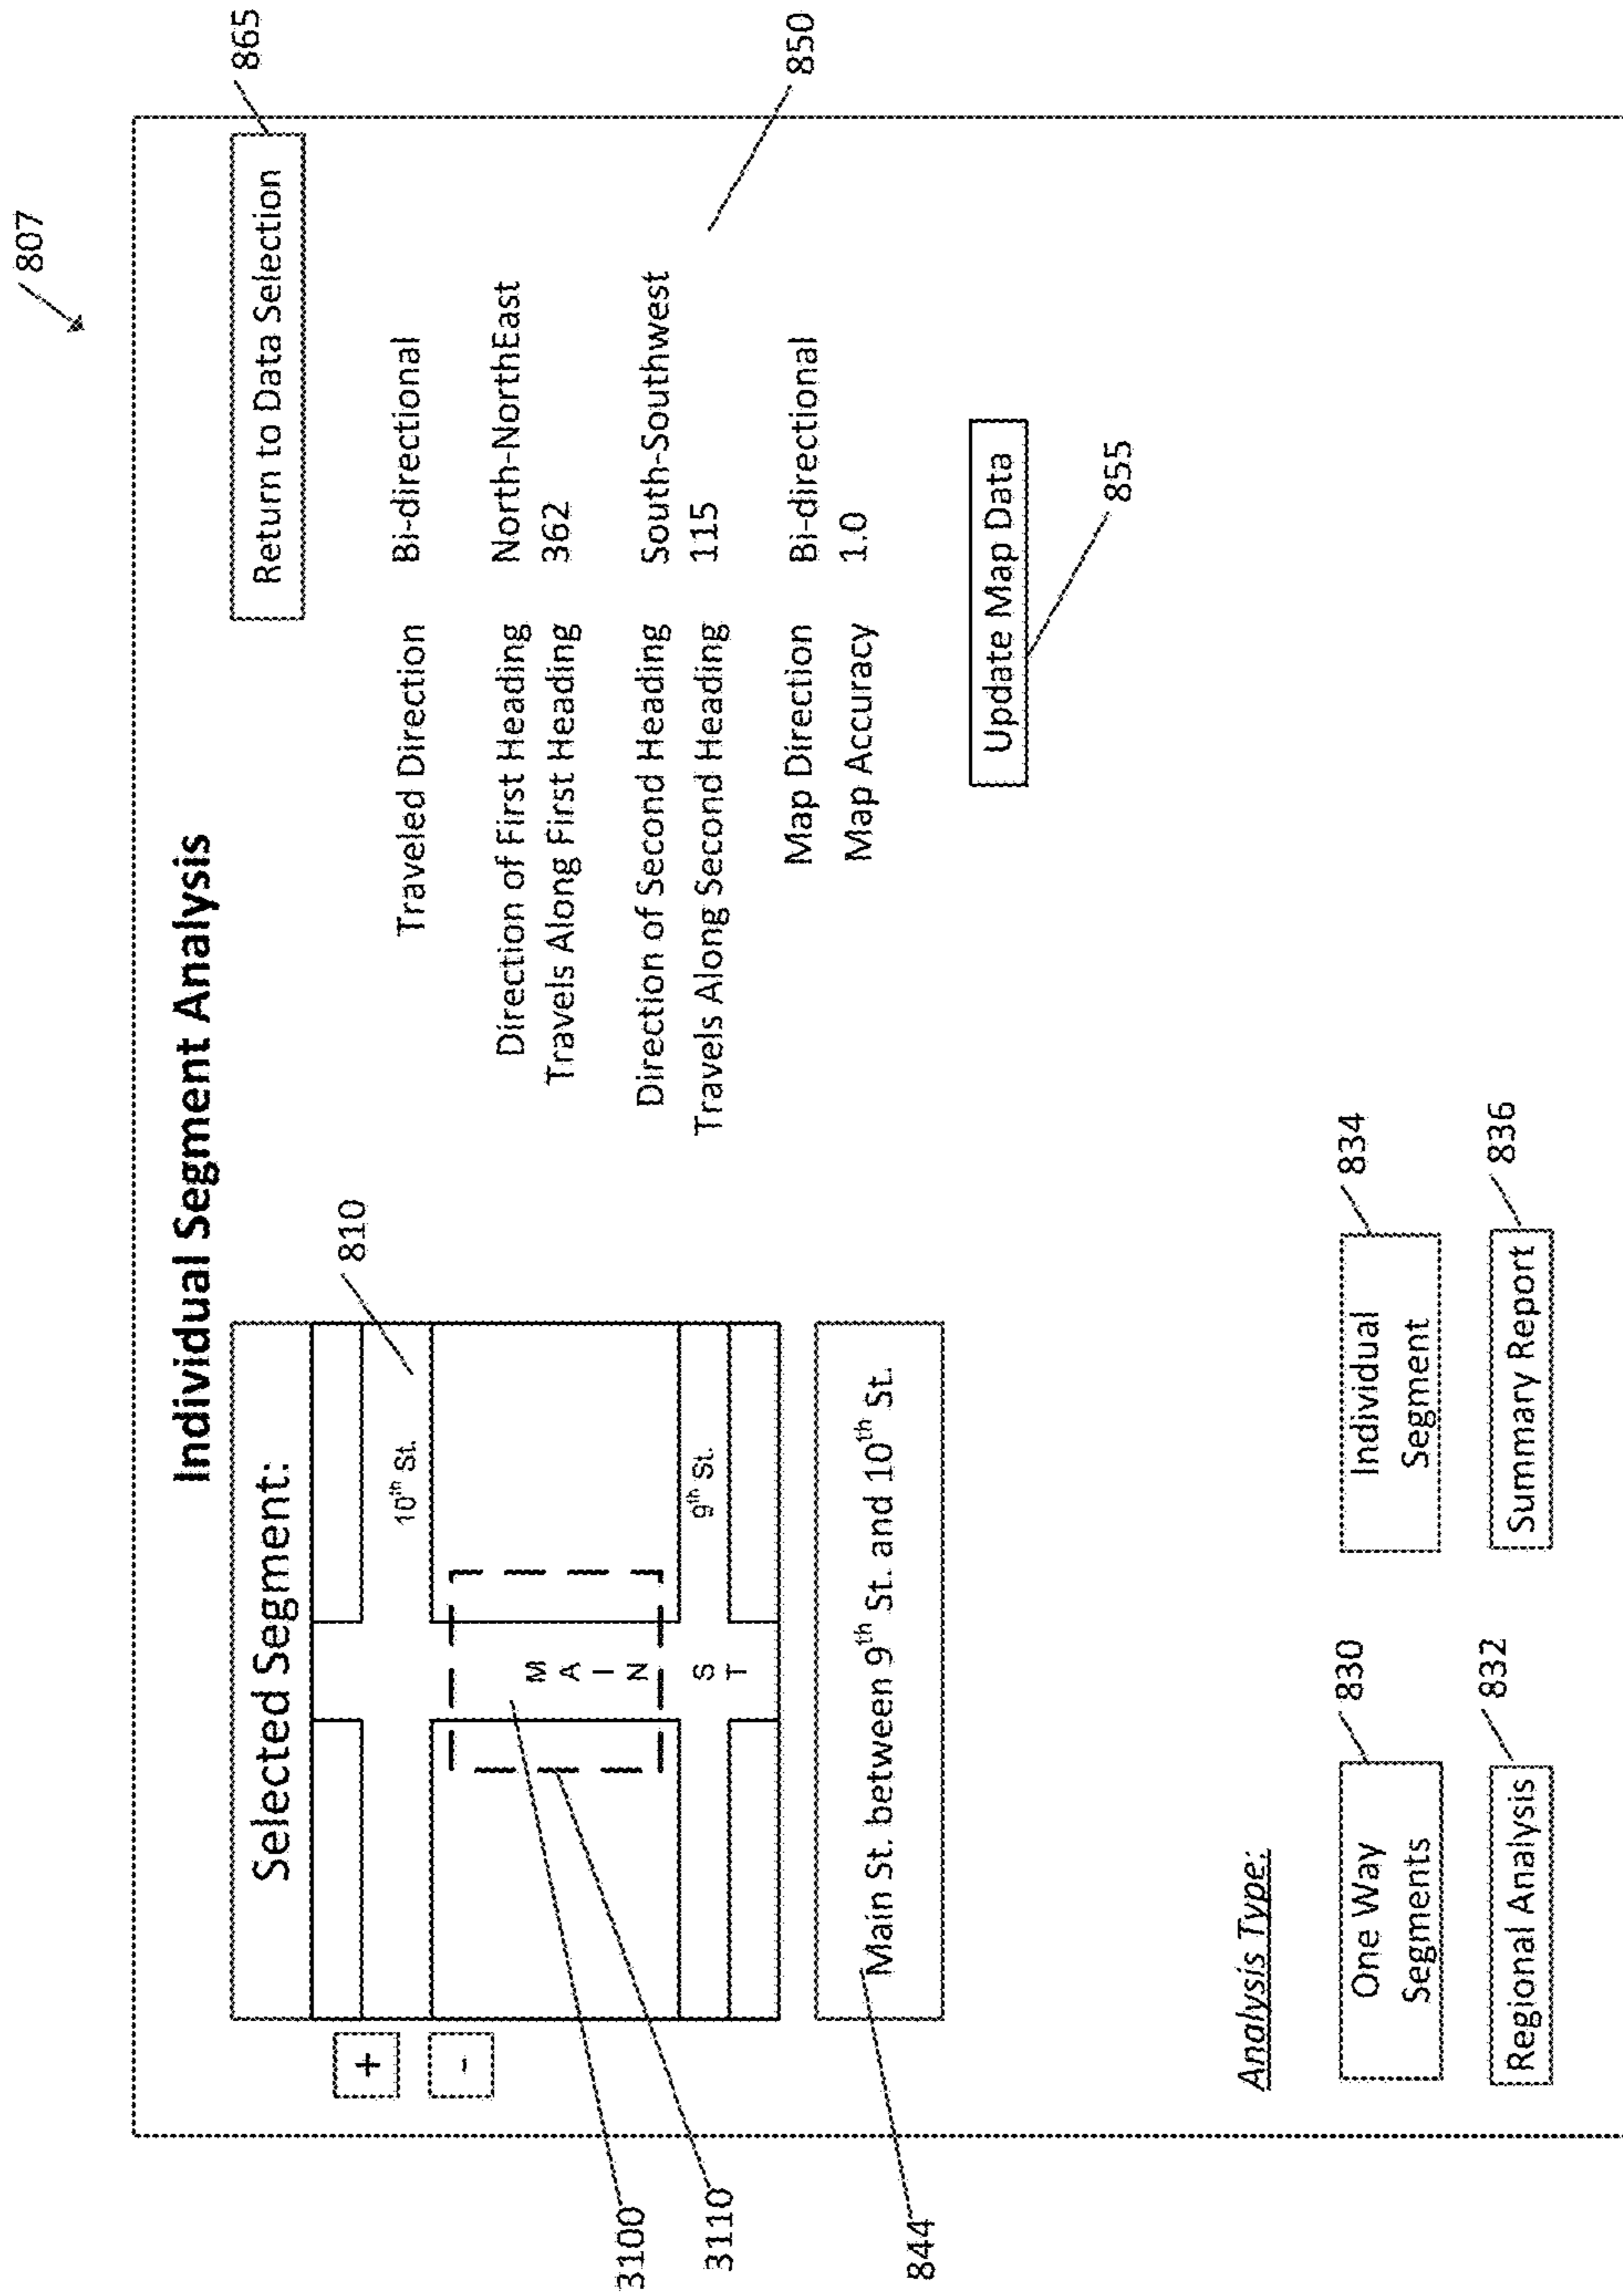 807
Individual Segment Analysis
865
Return to Data Selection
Selected Segment:
+
-
810
10th St.
MAIN
9th St.
ST
3100
3110
Main St. between 9th St. and 10th St.
844
Traveled Direction Bi-directional
Direction of First Heading North-NorthEast
Travels Along First Heading 362
Direction of Second Heading South-Southwest
Travels Along Second Heading 115
Map Direction Bi-directional
Map Accuracy 1.0
850
Update Map Data
855
Analysis Type:
One Way
Segments
830
Individual
Segment
834
Regional Analysis
832
Summary Report
836